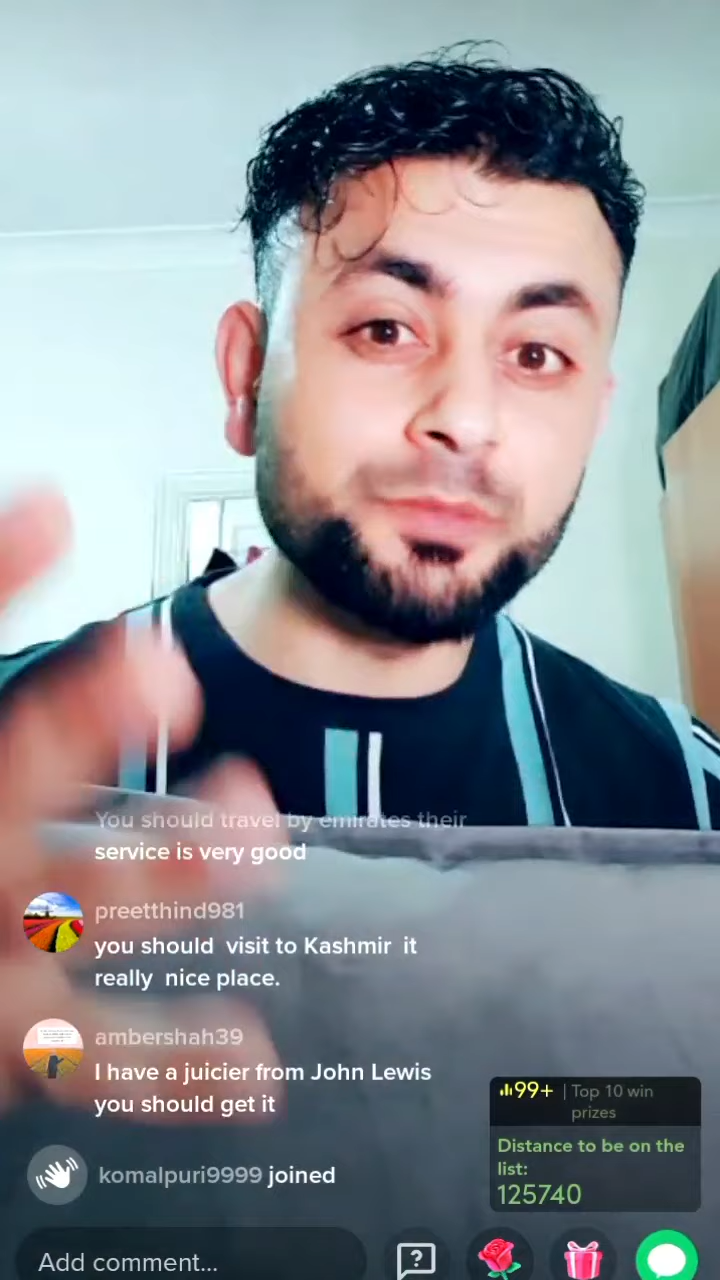 You should travel by emirates their
service is very good
preetthind981
you should visit to Kashmir it
really nice place.
ambershah39
I have a juicier from John Lewis
you should get it
komalpuri9999 joined
99+ | Top 10 win
prizes
Distance to be on the
list:
125740
Add comment...